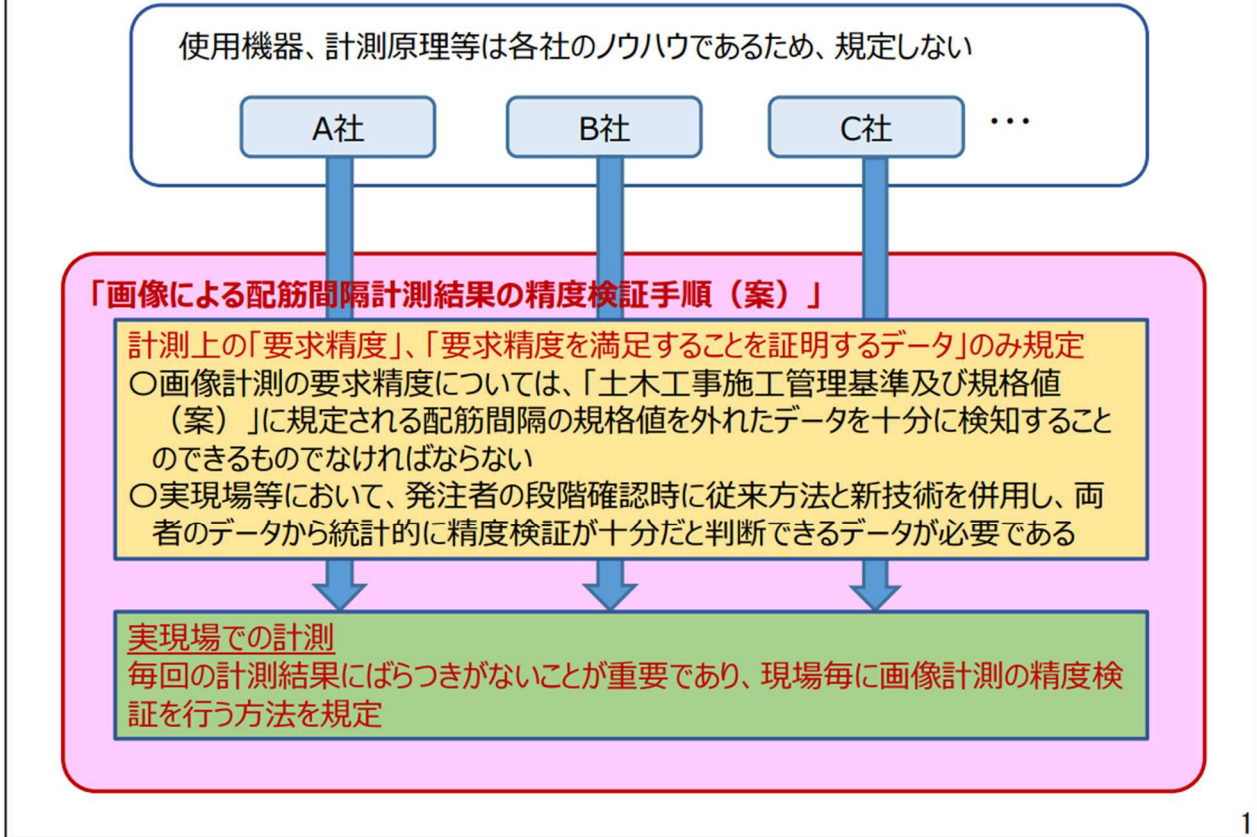 使用機器、計測原理等は各社のノウハウであるため、規定しない
A社
B社
C社
・・・
「画像による配筋間隔計測結果の精度検証手順（案）」
計測上の「要求精度」、「要求精度を満足することを証明するデータ」のみ規定
〇画像計測の要求精度については、「土木工事施工管理基準及び規格値
（案）」に規定される配筋間隔の規格値を外れたデータを十分に検知すること
のできるものでなければならない
〇実現場等において、発注者の段階確認時に従来方法と新技術を併用し、両
者のデータから統計的に精度検証が十分だと判断できるデータが必要である
実現場での計測
毎回の計測結果にばらつきがないことが重要であり、現場毎に画像計測の精度検
証を行う方法を規定
1